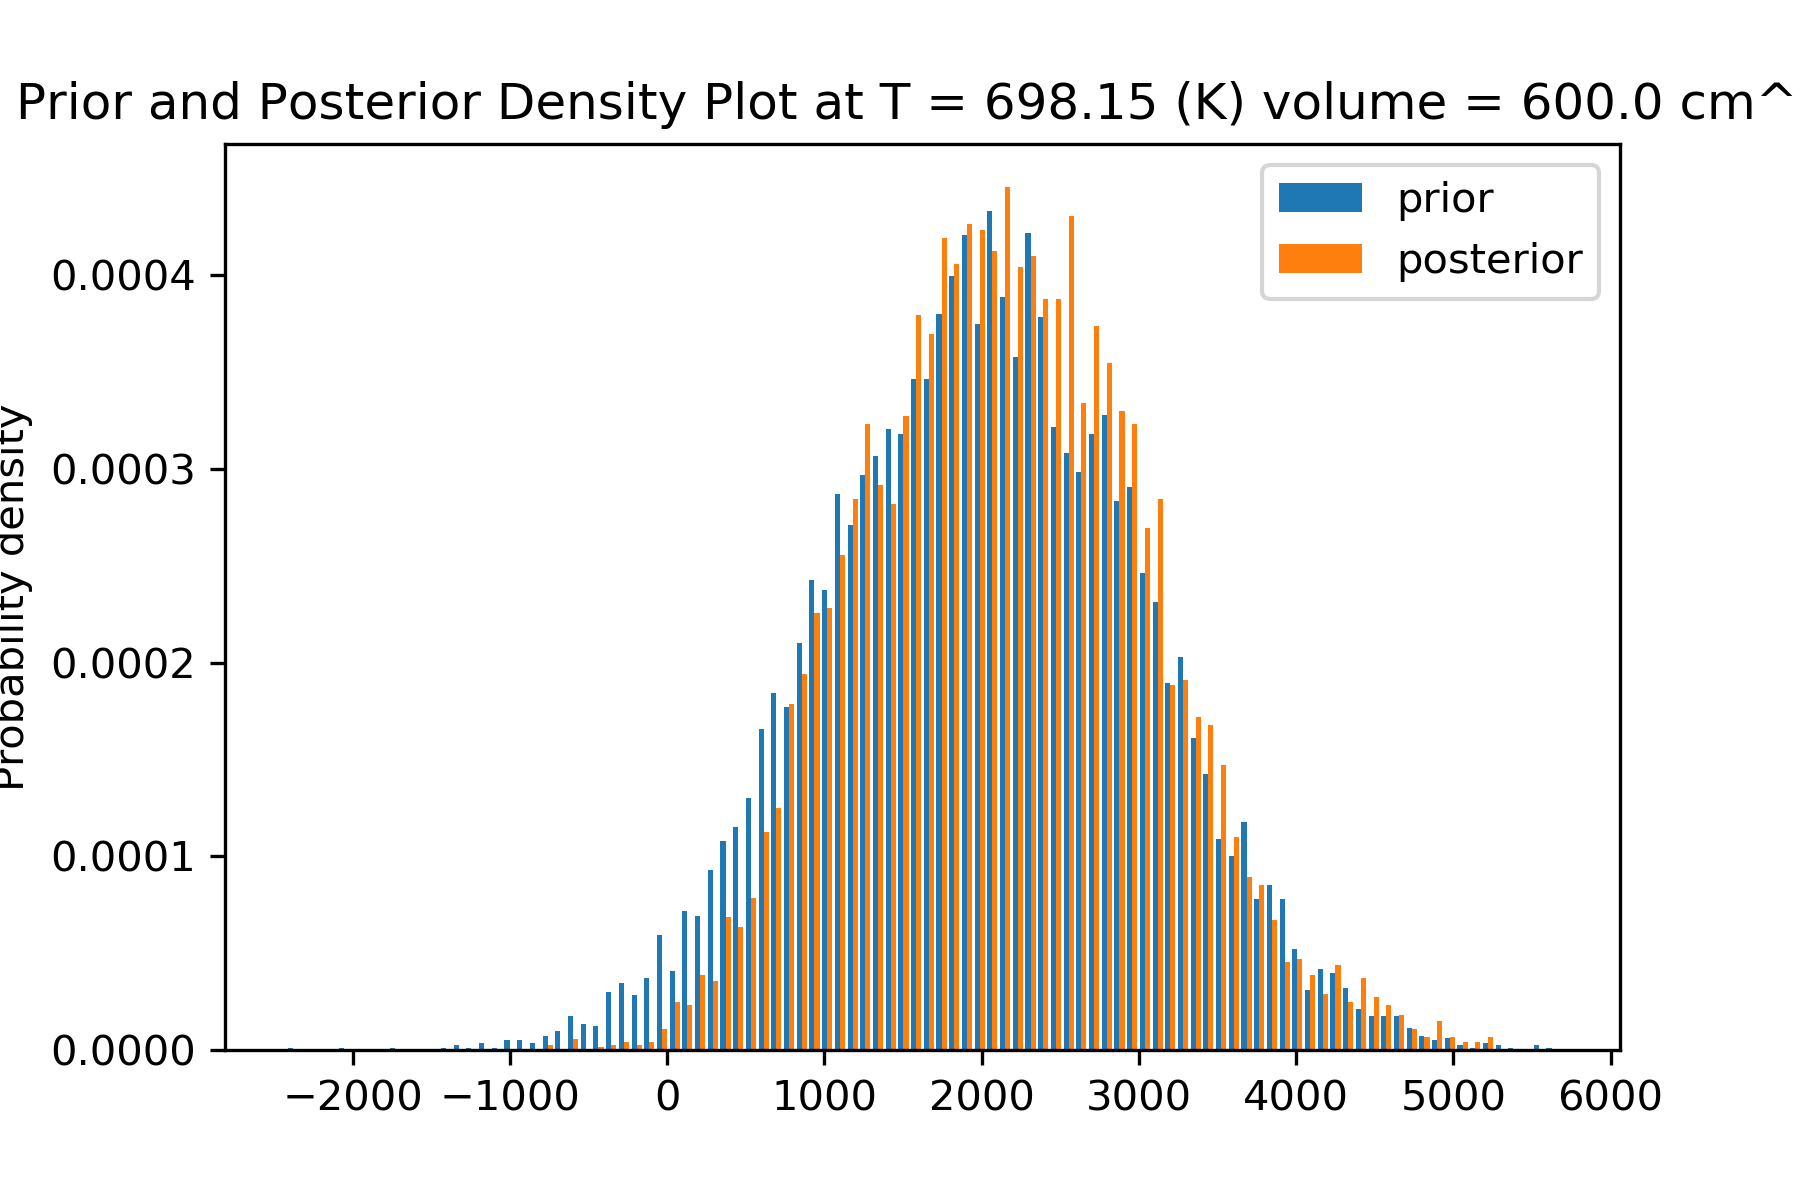 Prior and Posterior Density Plot at T = 698.15 (K) volume = 600.0 cm^
prior
posterior
Probability density
0.0004
0.0003
0.0002
0.0001
0.0000
−2000 −1000 0 1000 2000 3000 4000 5000 6000